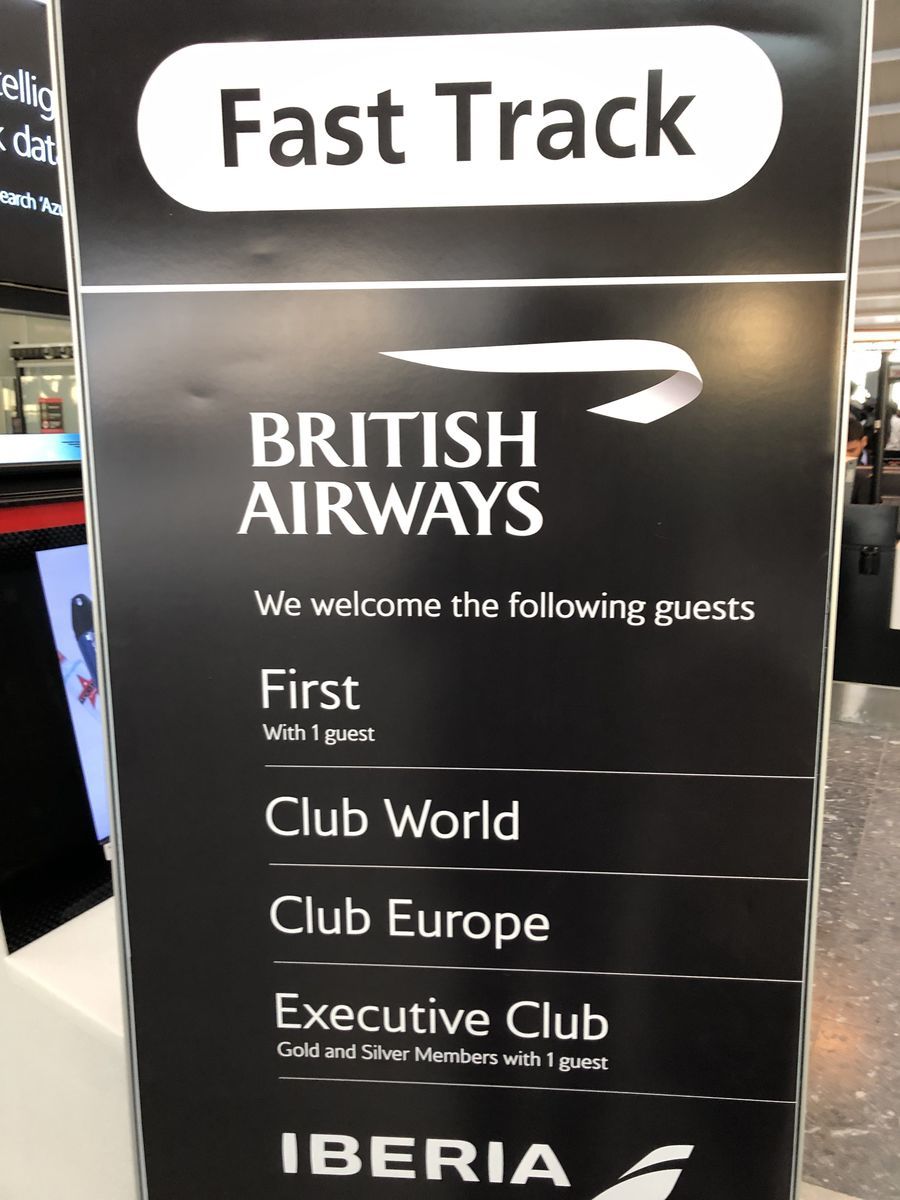 Fast Track
BRITISH
AIRWAYS
We welcome the following guests
First
With 1 guest
Club World
Club Europe
Executive Club
Gold and Silver Members with 1 guest
IBERIA